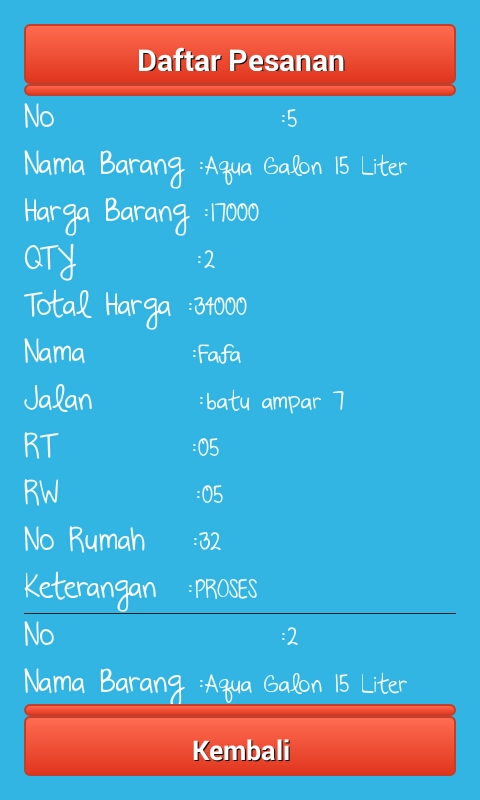 Daftar Pesanan
No :5
Nama Barang :Aqua Galon 15 Liter
Harga Barang :17000
QTY :2
Total Harga :34000
Nama :Fafa
Jalan :batu ampar 7
RT :05
RW :05
No Rumah :32
Keterangan :PROSES
No :2
Nama Barang :Aqua Galon 15 Liter
Kembali